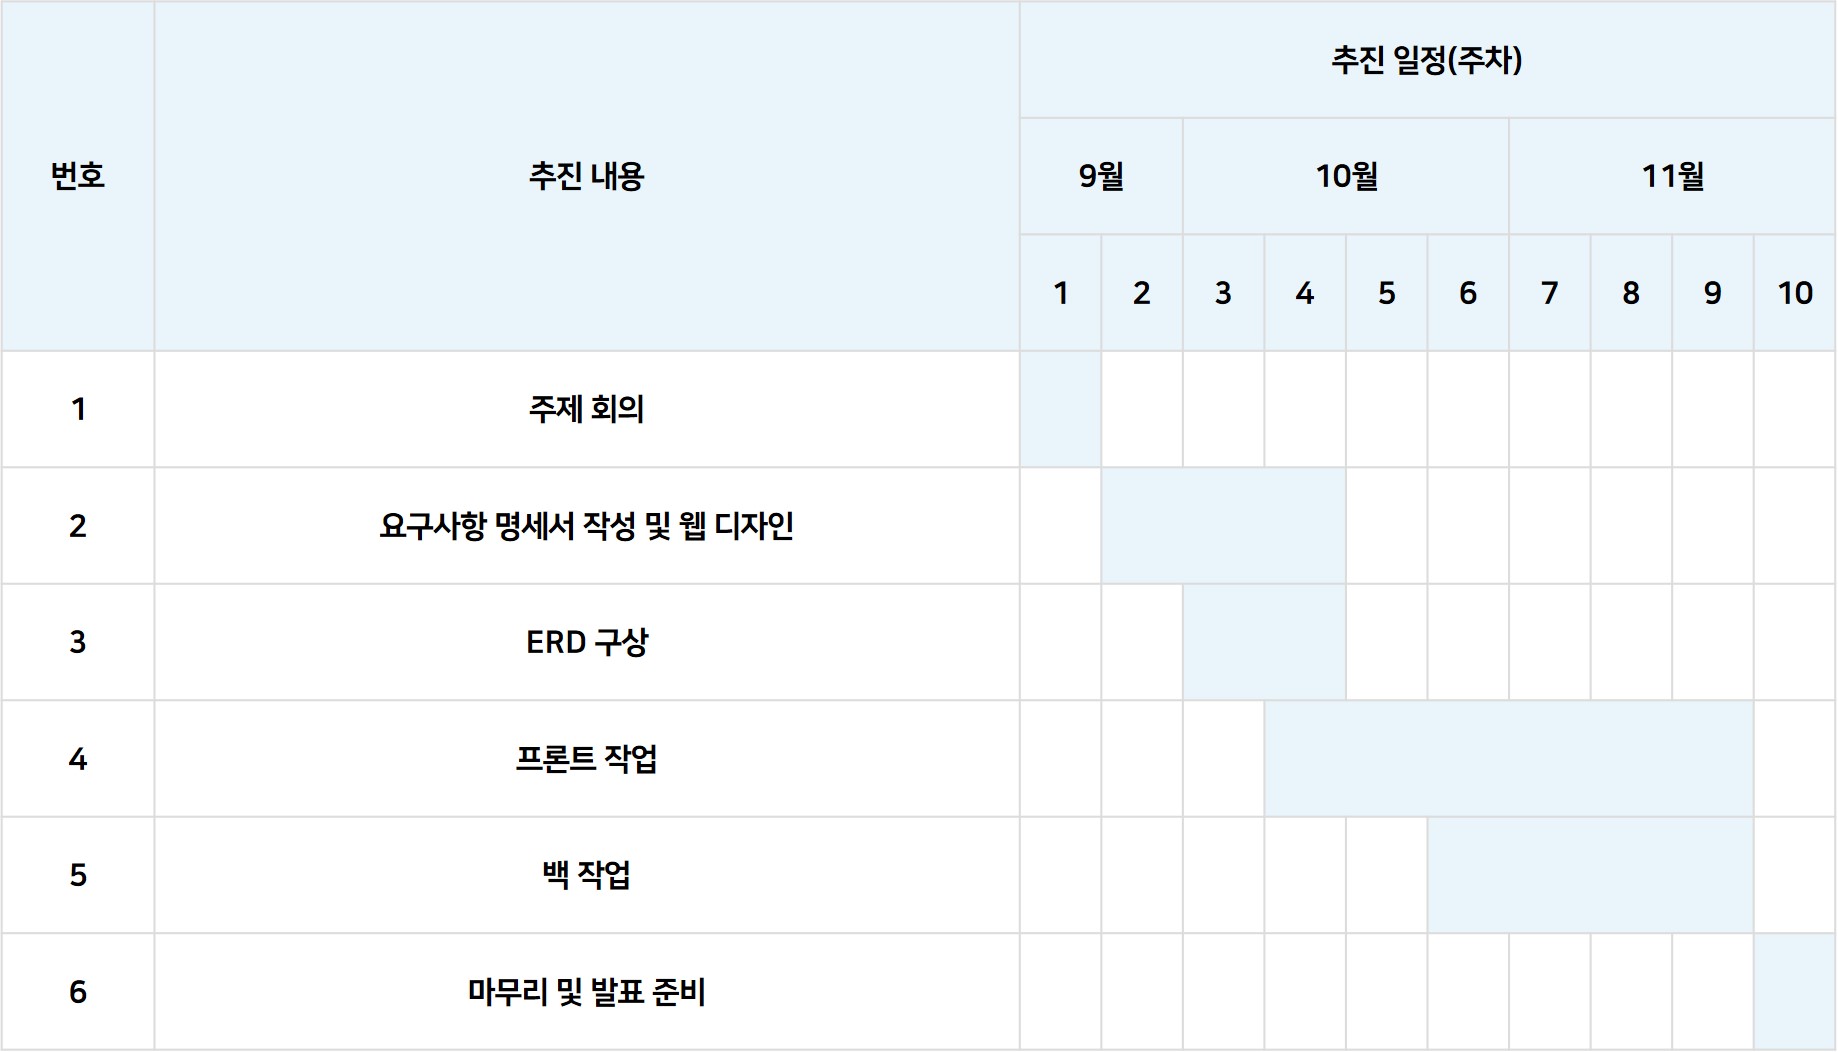 번호 추진 내용 추진 일정(주차)
9월 10월 11월
1 2 3 4 5 6 7 8 9 10
1 주제 회의
2 요구사항 명세서 작성 및 웹 디자인
3 ERD 구상
4 프론트 작업
5 백 작업
6 마무리 및 발표 준비